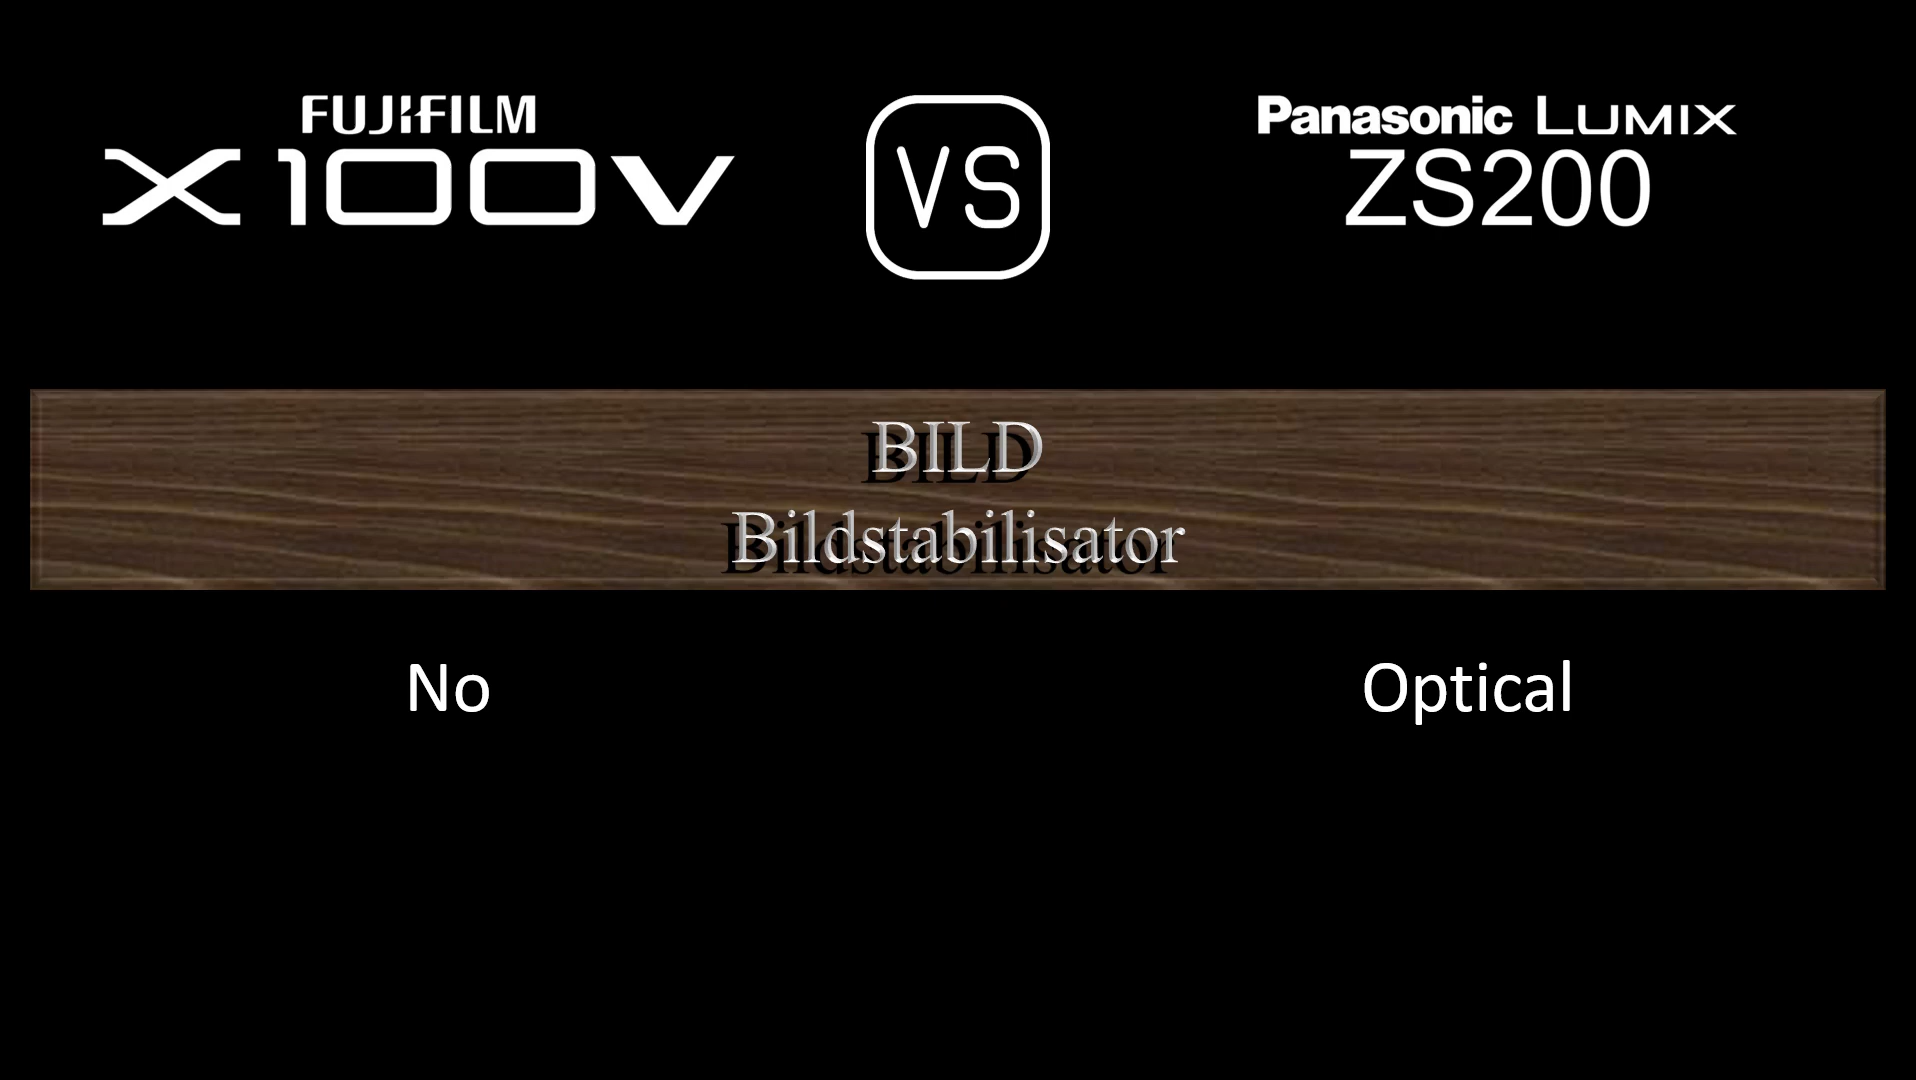 FUJIFILM
X100V
VS
Panasonic LUMIX
ZS200
BILD
Bildstabilisator
No
Optical